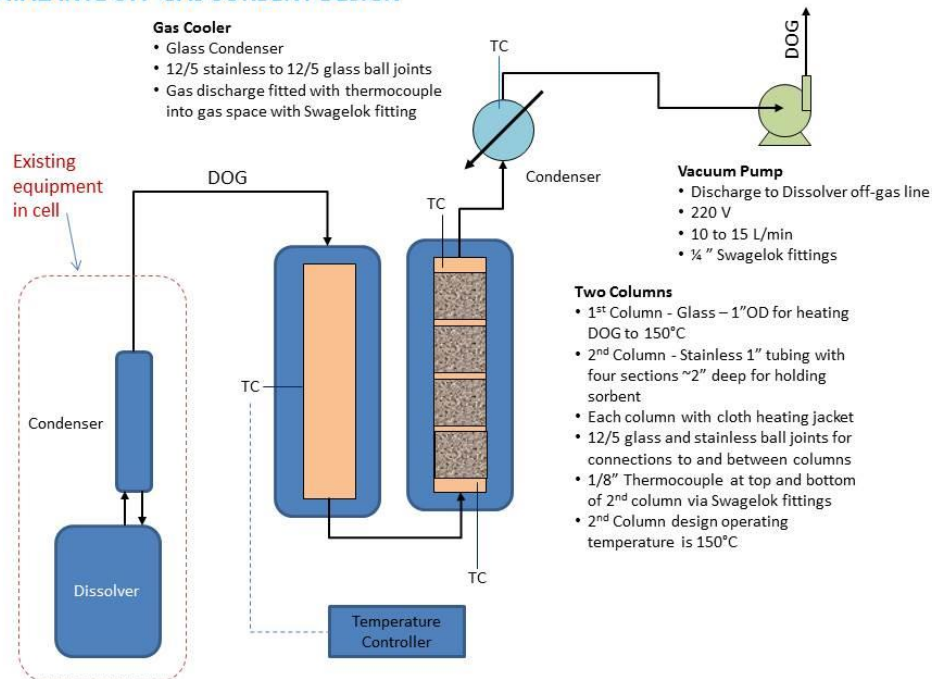 Gas Cooler
• Glass Condenser
• 12/5 stainless to 12/5 glass ball joints
• Gas discharge fitted with thermocouple
into gas space with Swagelok fitting
TC
DOG
Condenser
Vacuum Pump
• Discharge to Dissolver off-gas line
• 220 V
• 10 to 15 L/min
• ¼ ” Swagelok fittings
Existing
equipment
in cell
DOG
TC
Two Columns
• 1st Column - Glass – 1”OD for heating
DOG to 150°C
• 2nd Column - Stainless 1” tubing with
four sections ~2” deep for holding
sorbent
• Each column with cloth heating jacket
• 12/5 glass and stainless ball joints for
connections to and between columns
• 1/8” Thermocouple at top and bottom
of 2nd column via Swagelok fittings
• 2nd Column design operating
temperature is 150°C
TC
Condenser
Dissolver
TC
Temperature
Controller